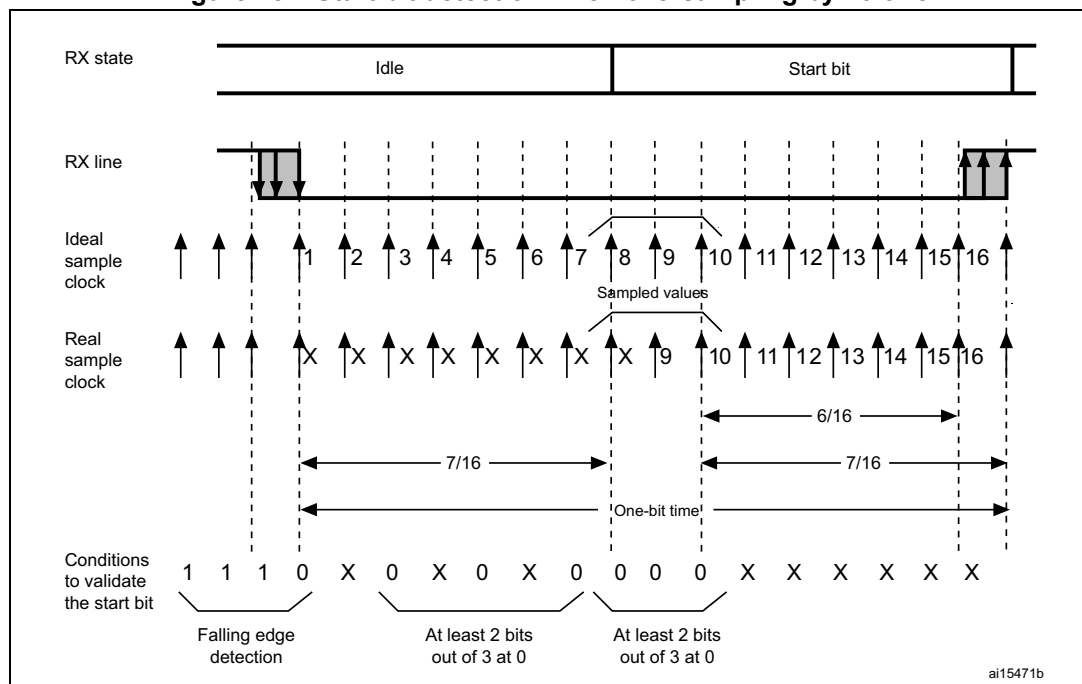 RX state
Idle
Start bit
RX line
Ideal
sample
clock
1 2 3 4 5 6 7 8 9 10 11 12 13 14 15 16
Sampled values
Real
sample
clock
X X X X X X X X 9 10 11 12 13 14 15 16
6/16
7/16
7/16
One-bit time
Conditions
to validate
the start bit
1 1 1 0 X 0 X 0 X 0 0 0 0 X X X X X X
Falling edge
detection
At least 2 bits
out of 3 at 0
At least 2 bits
out of 3 at 0
ai15471b